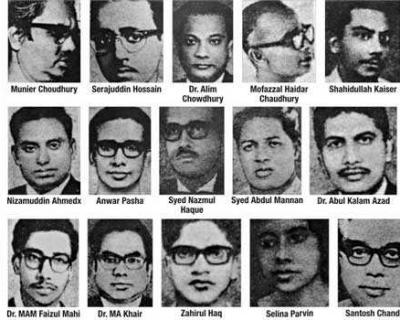 Munier Choudhury
Serajuddin Hossain
Dr. Alim
Chowdhury
Mofazzal Haidar
Chaudhury
Shahidullah Kaiser
Nizamuddin Ahmedx
Anwar Pasha
Syed Nazmul
Haque
Syed Abdul Mannan
Dr. Abul Kalam Azad
Dr. MAM Faizul Mahi
Dr. MA Khair
Zahirul Haq
Selina Parvin
Santosh Chand